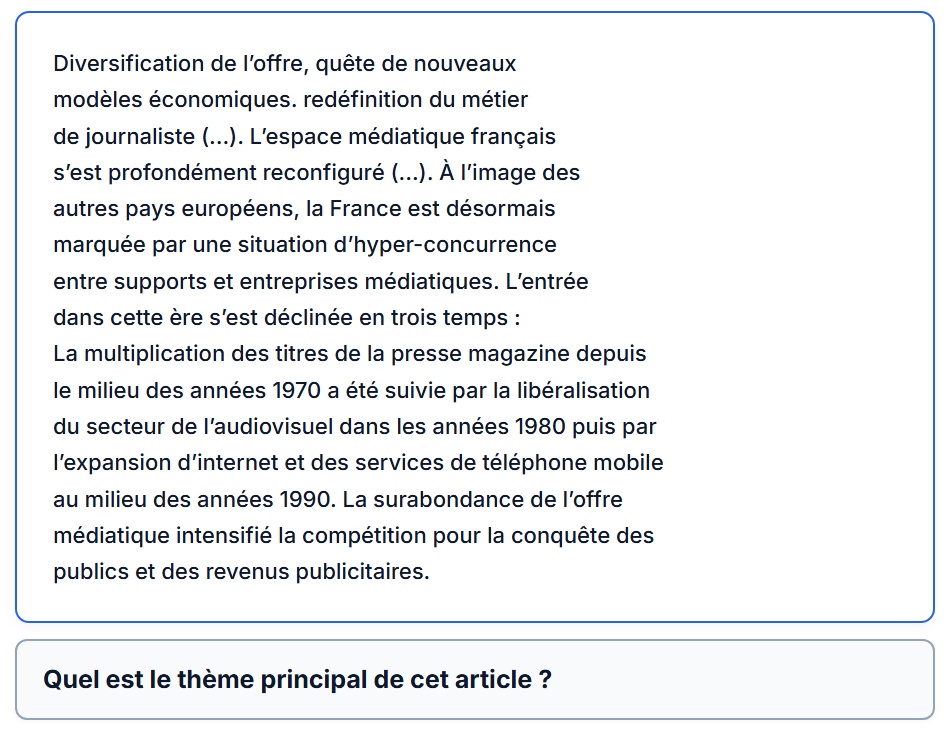 Diversification de l’offre, quête de nouveaux
modèles économiques. redéfinition du métier
de journaliste (...). L’espace médiatique français
s’est profondément reconfiguré (...). À l’image des
autres pays européens, la France est désormais
marquée par une situation d’hyper-concurrence
entre supports et entreprises médiatiques. L’entrée
dans cette ère s’est déclinée en trois temps :
La multiplication des titres de la presse magazine depuis
le milieu des années 1970 a été suivie par la libéralisation
du secteur de l’audiovisuel dans les années 1980 puis par
l’expansion d’internet et des services de téléphone mobile
au milieu des années 1990. La surabondance de l’offre
médiatique intensifié la compétition pour la conquête des
publics et des revenus publicitaires.
Quel est le thème principal de cet article ?